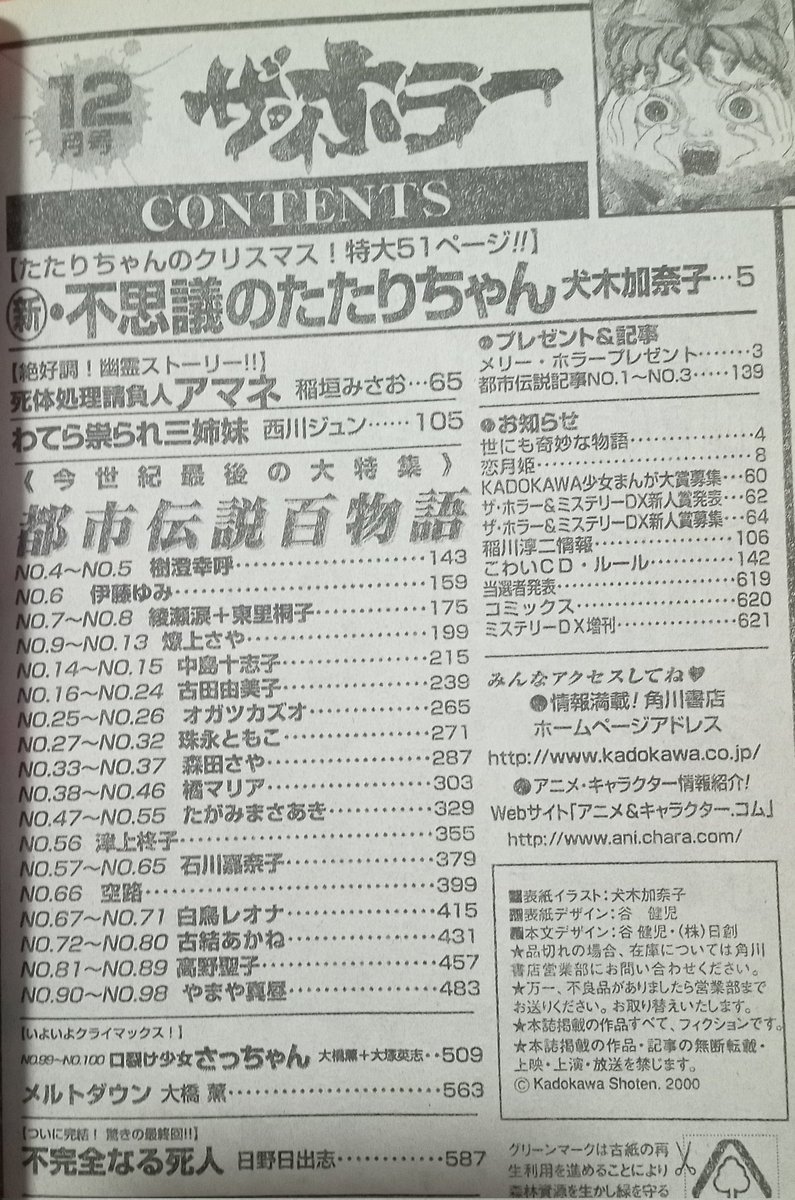 12
月号
ザ・ホラー
CONTENTS
【たたりちゃんのクリスマス!特大51ページ!!】
新・不思議のたたりちゃん 犬木加奈子…5
【絶好調!幽霊ストーリー!!】
死体処理請負人アマネ 稲垣みさお…65
わてら祟られ三姉妹 西川ジュン……105
《今世紀最後の大特集》
都市伝説百物語
NO.4〜NO.5 樹澄幸呼………143
NO.6 伊藤ゆみ………159
NO.7〜NO.8 綾瀬涙+東里桐子………175
NO.9〜NO.13 燎上さや………199
NO.14〜NO.15 中島十志子………215
NO.16〜NO.24 古田由美子………239
NO.25〜NO.26 オガツカズオ………265
NO.27〜NO.32 珠永ともこ………271
NO.33〜NO.37 森田さや………287
NO.38〜NO.46 橘マリア………303
NO.47〜NO.55 たがみまさあき………329
NO.56 津上柊子………355
NO.57〜NO.65 石川嘉奈子………379
NO.66 空路………399
NO.67〜NO.71 白鳥レオナ………415
NO.72〜NO.80 古結あかね………431
NO.81〜NO.89 高野聖子………457
NO.90〜NO.98 やまや真昼………483
【いよいよクライマックス!】
NO.99〜NO.100 口裂け少女さっちゃん 大橋薫+大塚英志‥509
メルトダウン 大橋 薫………563
【ついに完結! 驚きの最終回!!】
不完全なる死人 日野日出志………587
プレゼント&記事
メリー・ホラープレゼント……3
都市伝説記事NO.1〜NO.3……139
お知らせ
世にも奇妙な物語………4
恋月姫………8
KADOKAWA少女まんが大賞募集…60
ザ・ホラー&ミステリーDX新人賞発表…62
ザ・ホラー&ミステリーDX新人賞募集…64
稲川淳二情報………106
こわいCD・ルール………142
当選者発表………619
コミックス………620
ミステリーDX増刊………621
みんなアクセスしてね♥
情報満載! 角川書店
ホームページアドレス
http://www.kadokawa.co.jp/
アニメ・キャラクター情報紹介!
Webサイト「アニメ&キャラクター.コム」
http://www.ani.chara.com/
表紙イラスト:犬木加奈子
表紙デザイン:谷 健児
本文デザイン:谷 健児・(株)日創
★品切れの場合、在庫については角川
書店営業部にお問い合わせください。
★万一、不良品がありましたら営業部まで
お送りください。お取り替えいたします。
★本誌掲載の作品すべて、フィクションです。
★本誌掲載の作品・記事の無断転載・
上映・上演・放送を禁じます。
© Kadokawa Shoten. 2000
グリーンマークは古紙の再
生利用を進めることにより
森林資源を生かし緑を守る